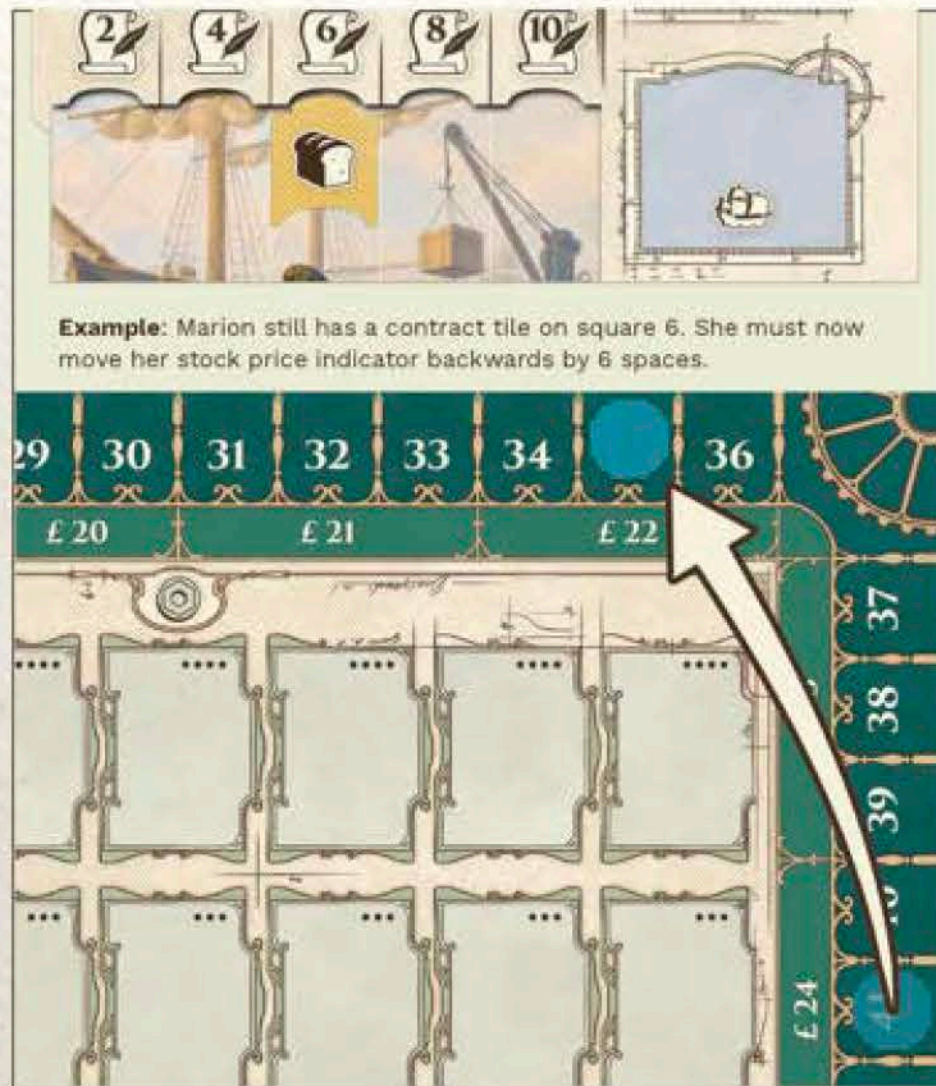 2 4 6 8 10
Example: Marion still has a contract tile on square 6. She must now
move her stock price indicator backwards by 6 spaces.
29 30 31 32 33 34 36
£ 20 £ 21 £ 22
37
38
39
£ 24
41